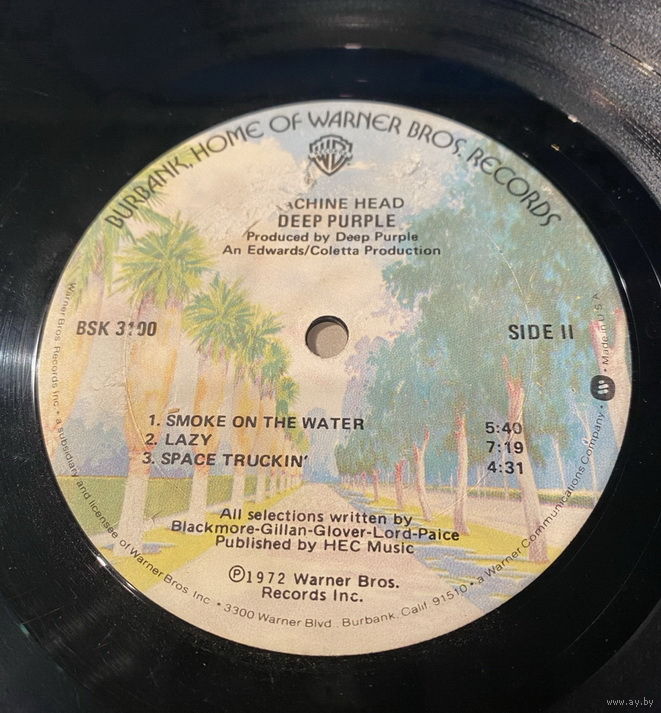 BURBANK, HOME OF WARNER BROS. RECORDS
ACHINE HEAD
DEEP PURPLE
Produced by Deep Purple
An Edwards/Coletta Production
BSK 3100
SIDE II
1. SMOKE ON THE WATER 5:40
2. LAZY 7:19
3. SPACE TRUCKIN' 4:31
All selections written by
Blackmore-Gillan-Glover-Lord-Paice
Published by HEC Music
Ⓟ1972 Warner Bros.
Records Inc.
Warner Bros Records Inc. • a subsidiary and licensee of Warner Bros. Inc. • 3300 Warner Blvd., Burbank, Calif. 91510 • a Warner Communications Company • Made in U.S.A.
www.ay.by